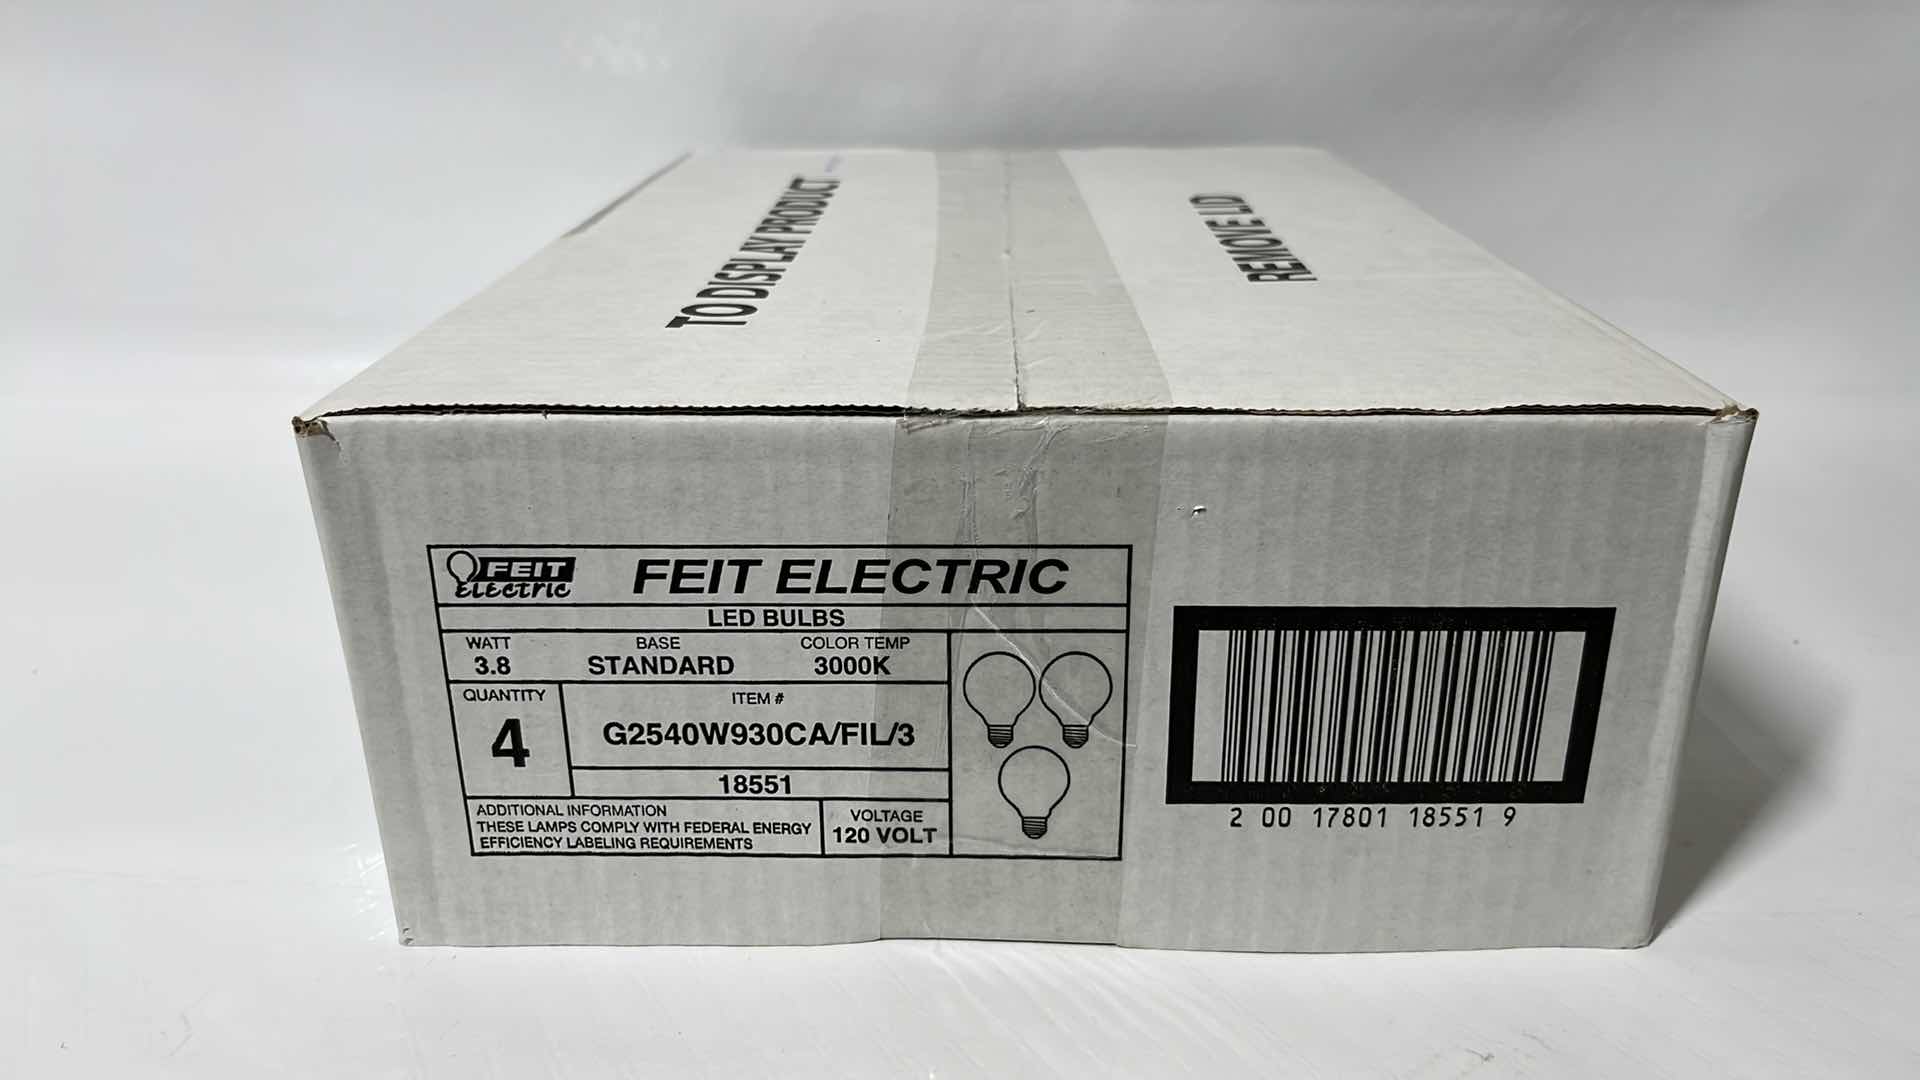 TO DISPLAY PRODUCT
REMOVE LID
FEIT
ELECTRIC
FEIT ELECTRIC
LED BULBS
WATT BASE COLOR TEMP
3.8 STANDARD 3000K
QUANTITY
4
ITEM #
G2540W930CA/FIL/3
18551
ADDITIONAL INFORMATION
THESE LAMPS COMPLY WITH FEDERAL ENERGY
EFFICIENCY LABELING REQUIREMENTS
VOLTAGE
120 VOLT
2 00 17801 18551 9